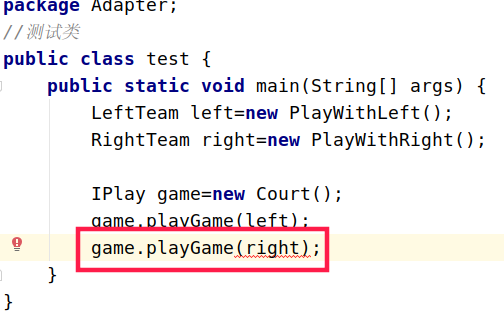 package Adapter;
//测试类
public class test {
public static void main(String[] args) {
LeftTeam left=new PlayWithLeft();
RightTeam right=new PlayWithRight();
IPlay game=new Court();
game.playGame(left);
game.playGame(right);
}
}